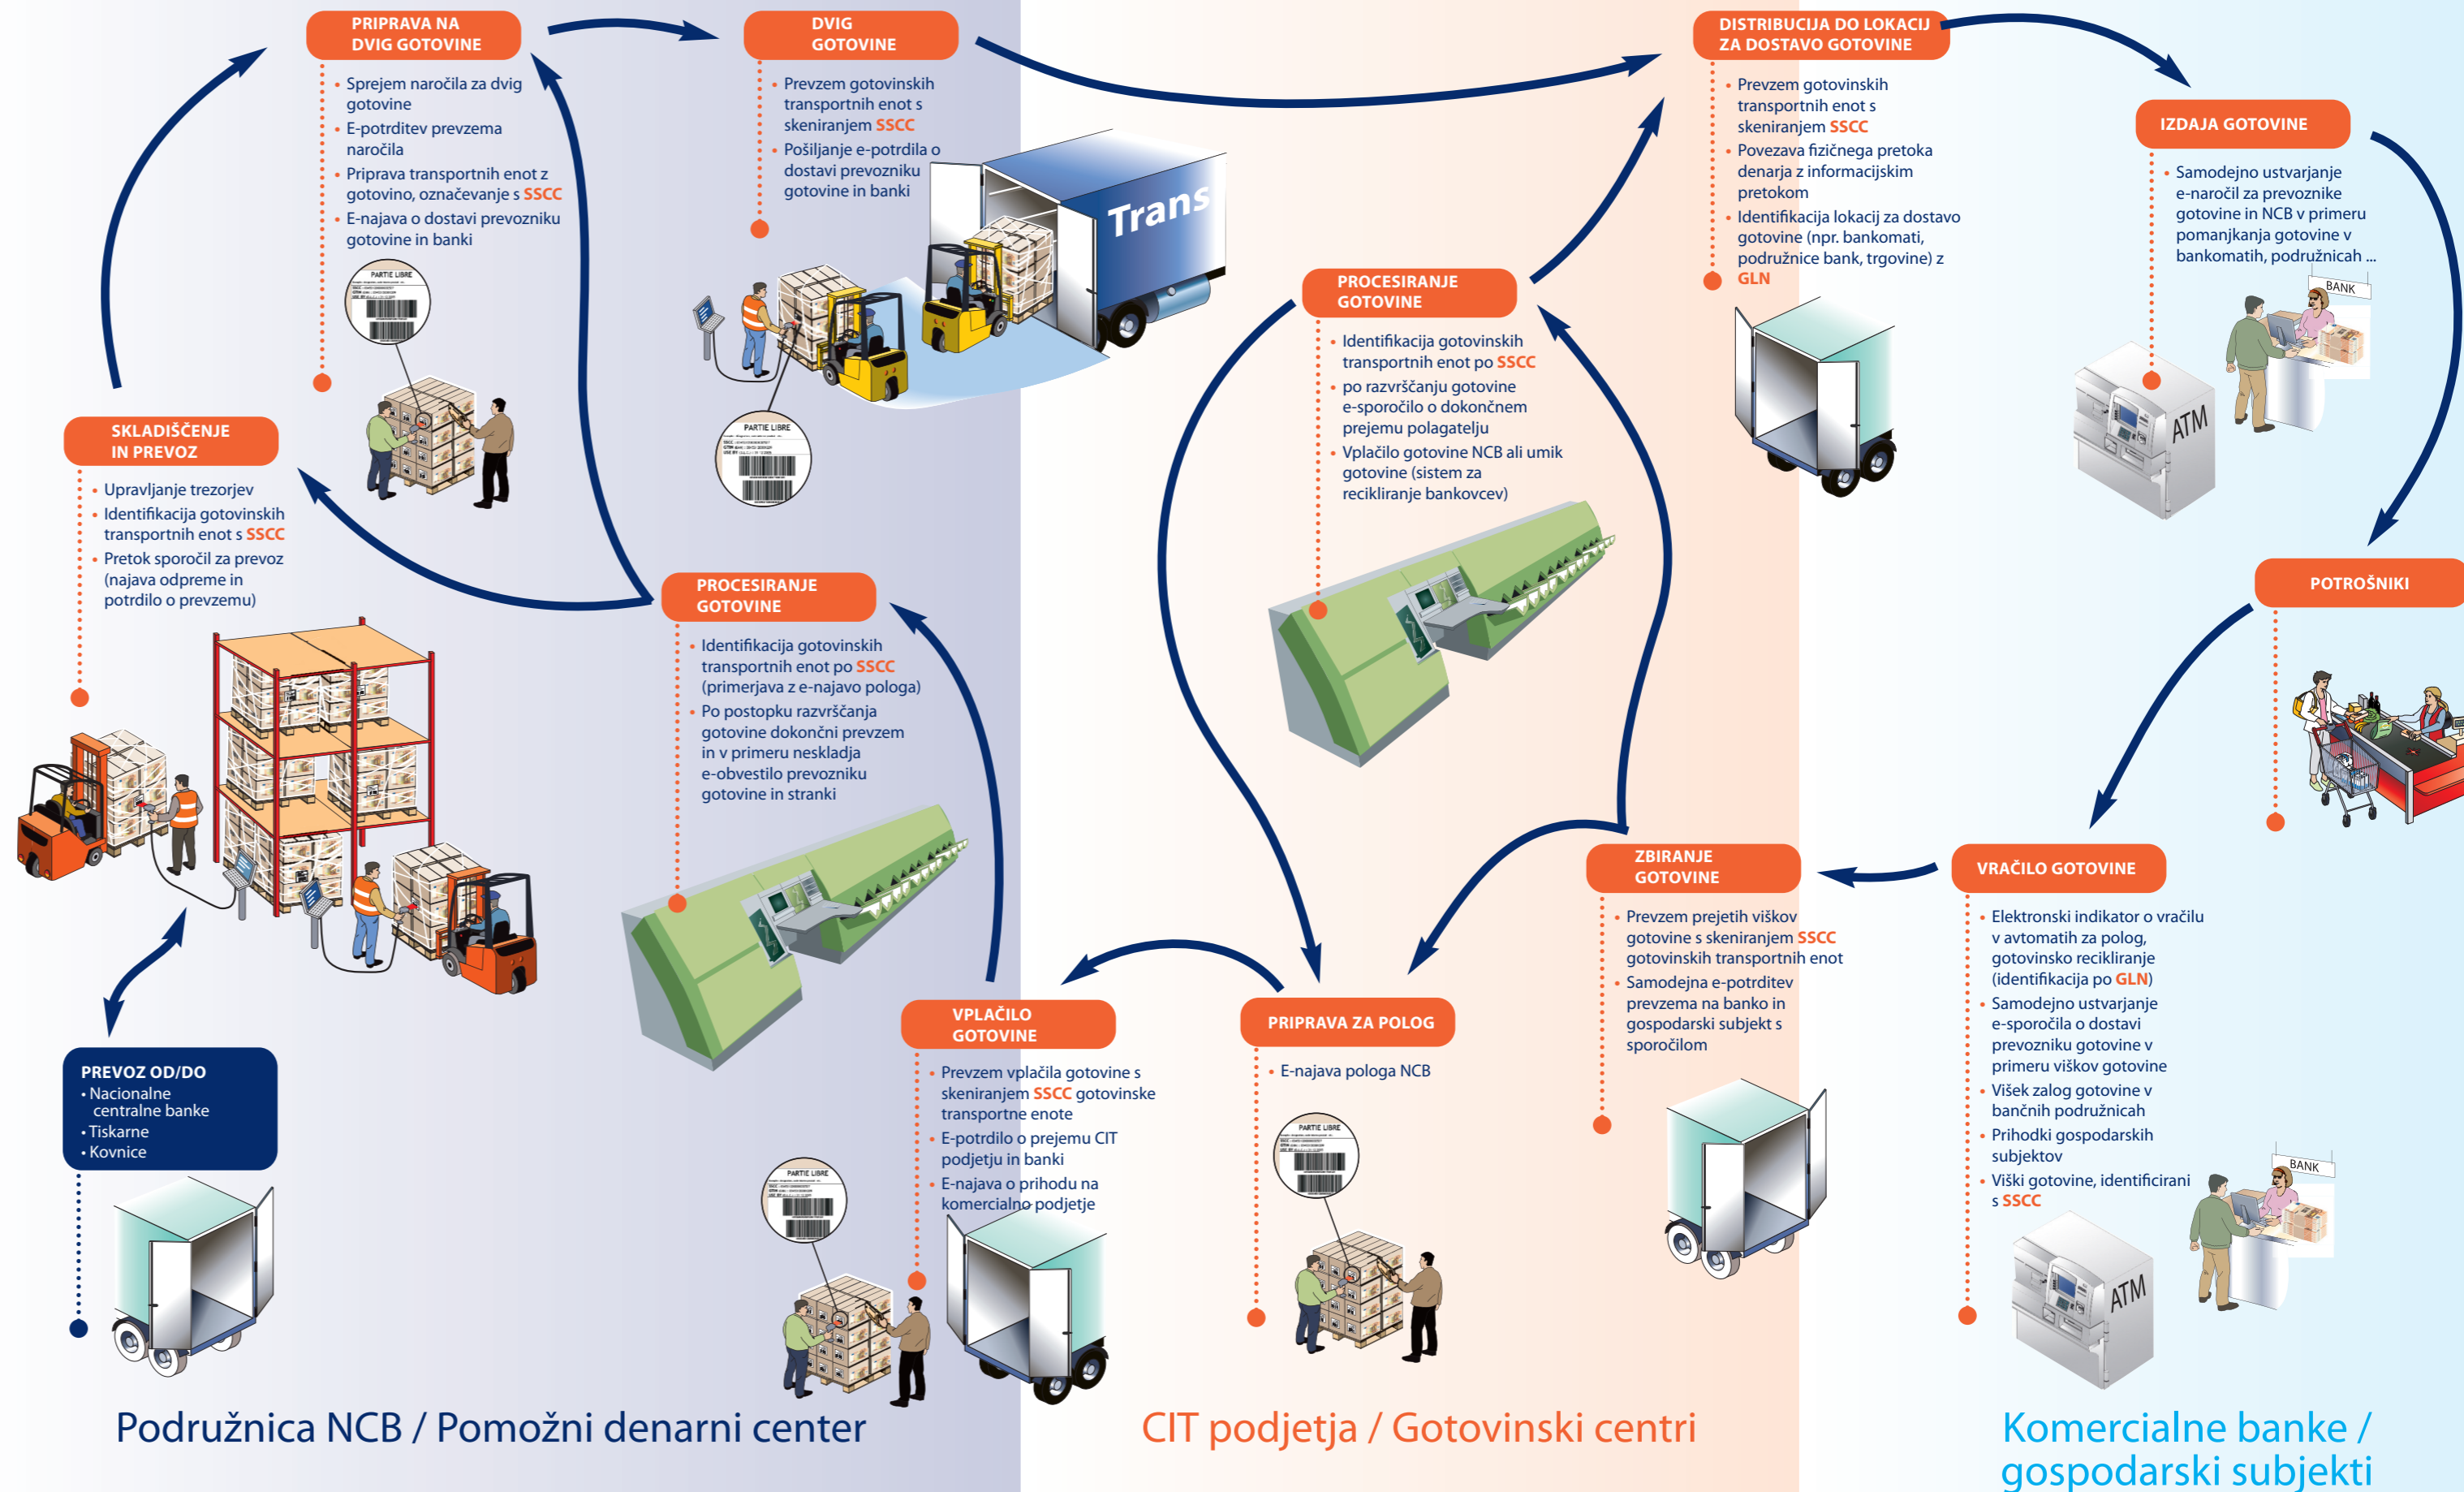 PRIPRAVA NA
DVIG GOTOVINE
• Sprejem naročila za dvig
gotovine
• E-potrditev prevzema
naročila
• Priprava transportnih enot z
gotovino, označevanje s SSCC
• E-najava o dostavi prevozniku
gotovine in banki
PARTIE LIBRE
DVIG
GOTOVINE
• Prevzem gotovinskih
transportnih enot s
skeniranjem SSCC
• Pošiljanje e-potrdila o
dostavi prevozniku
gotovine in banki
Trans
PARTIE LIBRE
DISTRIBUCIJA DO LOKACIJ
ZA DOSTAVO GOTOVINE
• Prevzem gotovinskih
transportnih enot s
skeniranjem SSCC
• Povezava fizičnega pretoka
denarja z informacijskim
pretokom
• Identifikacija lokacij za dostavo
gotovine (npr. bankomati,
podružnice bank, trgovine) z
GLN
IZDAJA GOTOVINE
• Samodejno ustvarjanje
e-naročil za prevoznike
gotovine in NCB v primeru
pomanjkanja gotovine v
bankomatih, podružnicah ...
BANK
ATM
PROCESIRANJE
GOTOVINE
• Identifikacija gotovinskih
transportnih enot po SSCC
• po razvrščanju gotovine
e-sporočilo o dokončnem
prejemu polagatelju
• Vplačilo gotovine NCB ali umik
gotovine (sistem za
recikliranje bankovcev)
SKLADIŠČENJE
IN PREVOZ
• Upravljanje trezorjev
• Identifikacija gotovinskih
transportnih enot s SSCC
• Pretok sporočil za prevoz
(najava odpreme in
potrdilo o prevzemu)
PROCESIRANJE
GOTOVINE
• Identifikacija gotovinskih
transportnih enot po SSCC
(primerjava z e-najavo pologa)
• Po postopku razvrščanja
gotovine dokončni prevzem
in v primeru neskladja
e-obvestilo prevozniku
gotovine in stranki
POTROŠNIKI
ZBIRANJE
GOTOVINE
• Prevzem prejetih viškov
gotovine s skeniranjem SSCC
gotovinskih transportnih enot
• Samodejna e-potrditev
prevzema na banko in
gospodarski subjekt s
sporočilom
VRAČILO GOTOVINE
• Elektronski indikator o vračilu
v avtomatih za polog,
gotovinsko recikliranje
(identifikacija po GLN)
• Samodejno ustvarjanje
e-sporočila o dostavi
prevozniku gotovine v
primeru viškov gotovine
• Višek zalog gotovine v
bančnih podružnicah
• Prihodki gospodarskih
subjektov
• Viški gotovine, identificirani
s SSCC
BANK
ATM
VPLAČILO
GOTOVINE
• Prevzem vplačila gotovine s
skeniranjem SSCC gotovinske
transportne enote
• E-potrdilo o prejemu CIT
podjetju in banki
• E-najava o prihodu na
komercialno podjetje
PARTIE LIBRE
PRIPRAVA ZA POLOG
• E-najava pologa NCB
PARTIE LIBRE
PREVOZ OD/DO
• Nacionalne
centralne banke
• Tiskarne
• Kovnice
Podružnica NCB / Pomožni denarni center
CIT podjetja / Gotovinski centri
Komercialne banke /
gospodarski subjekti